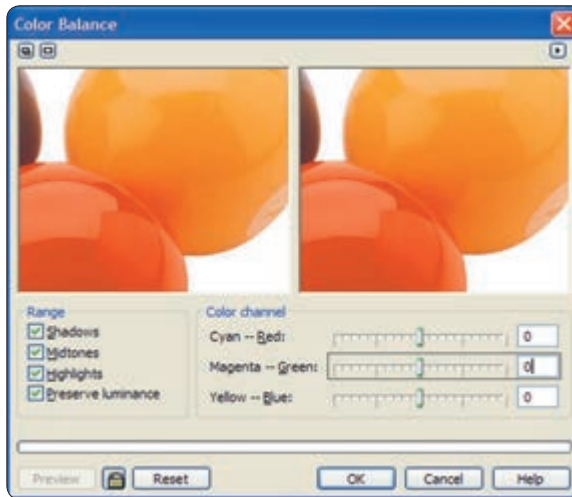 Color Balance
Range
Shadows
Midtones
Highlights
Preserve luminance
Color channel
Cyan -- Red: 0
Magenta -- Green: 0
Yellow -- Blue: 0
Preview Reset OK Cancel Help